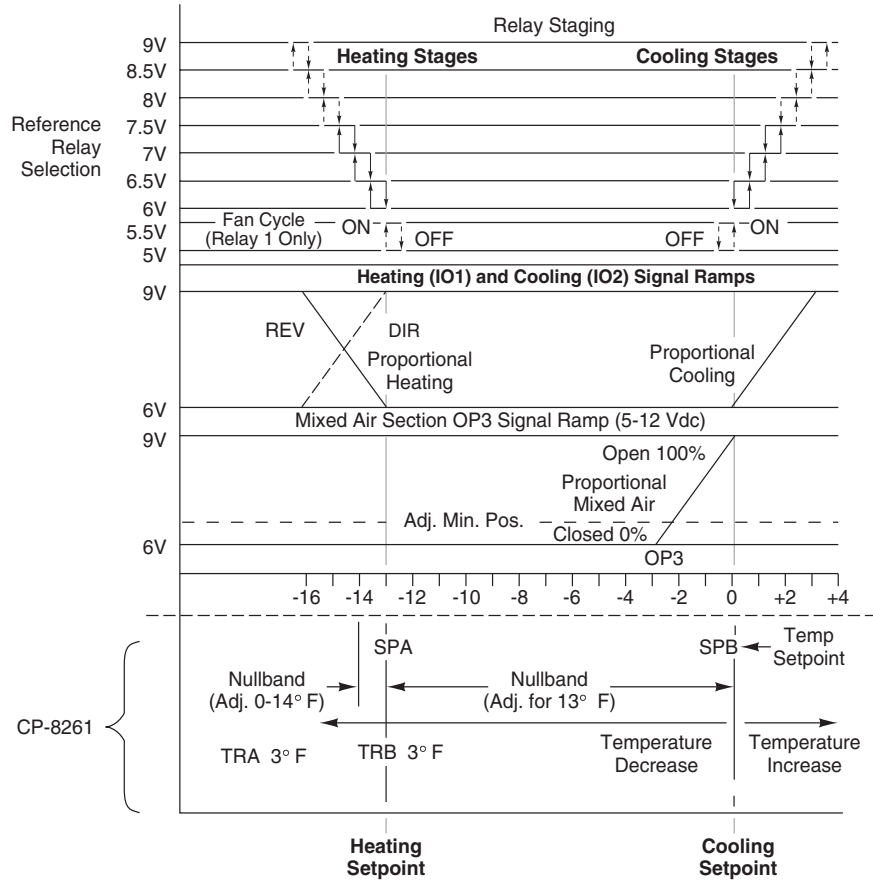 Relay Staging
9V
Heating Stages
Cooling Stages
8.5V
8V
Reference
Relay
Selection
7.5V
7V
6.5V
6V
Fan Cycle
(Relay 1 Only)
ON
OFF
OFF
ON
5.5V
5V
Heating (IO1) and Cooling (IO2) Signal Ramps
9V
REV
DIR
Proportional
Heating
Proportional
Cooling
6V
Mixed Air Section OP3 Signal Ramp (5-12 Vdc)
9V
Open 100%
Proportional
Mixed Air
Adj. Min. Pos.
Closed 0%
6V
OP3
-16 -14 -12 -10 -8 -6 -4 -2 0 +2 +4
SPA
SPB
Temp
Setpoint
Nullband
(Adj. 0-14° F)
Nullband
(Adj. for 13° F)
CP-8261
TRA 3° F
TRB 3° F
Temperature
Decrease
Temperature
Increase
Heating
Setpoint
Cooling
Setpoint